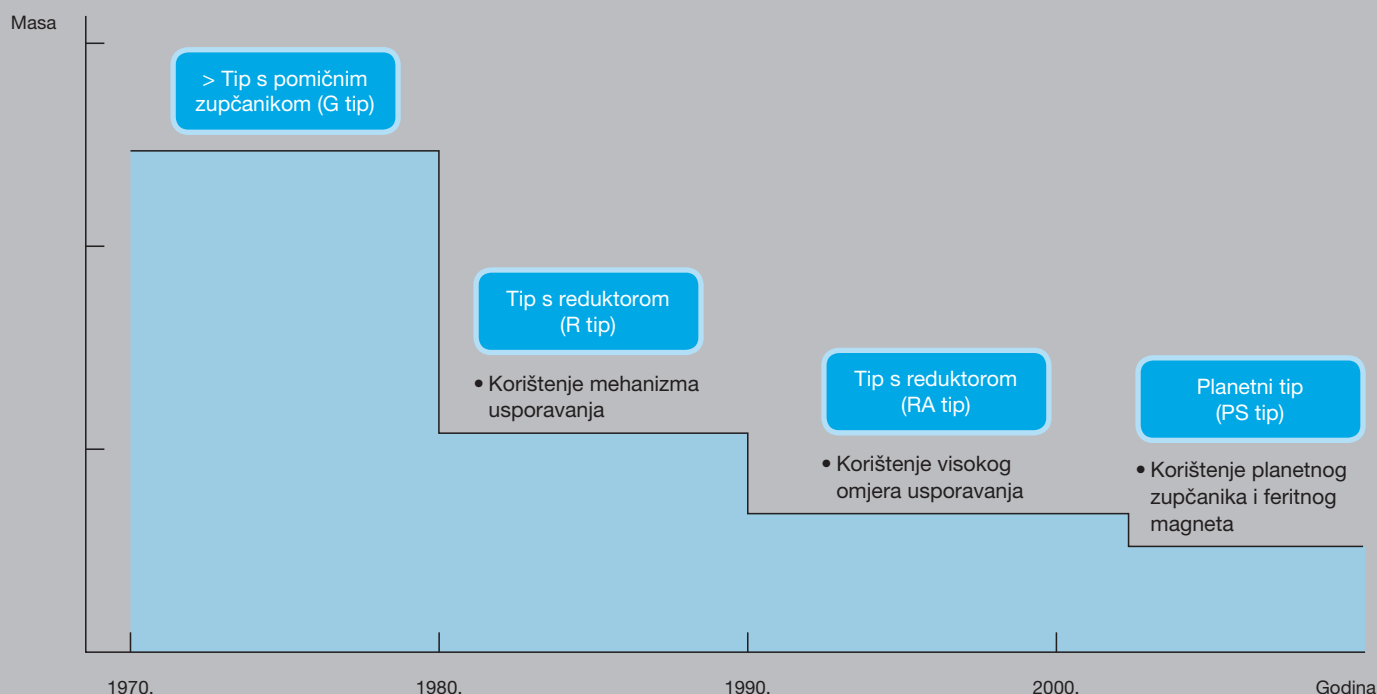 Masa
> Tip s pomičnim
zupčanikom (G tip)
Tip s reduktorom
(R tip)
• Korištenje mehanizma
usporavanja
Tip s reduktorom
(RA tip)
• Korištenje visokog
omjera usporavanja
Planetni tip
(PS tip)
• Korištenje planetnog
zupčanika i feritnog
magneta
1970.
1980.
1990.
2000.
Godina